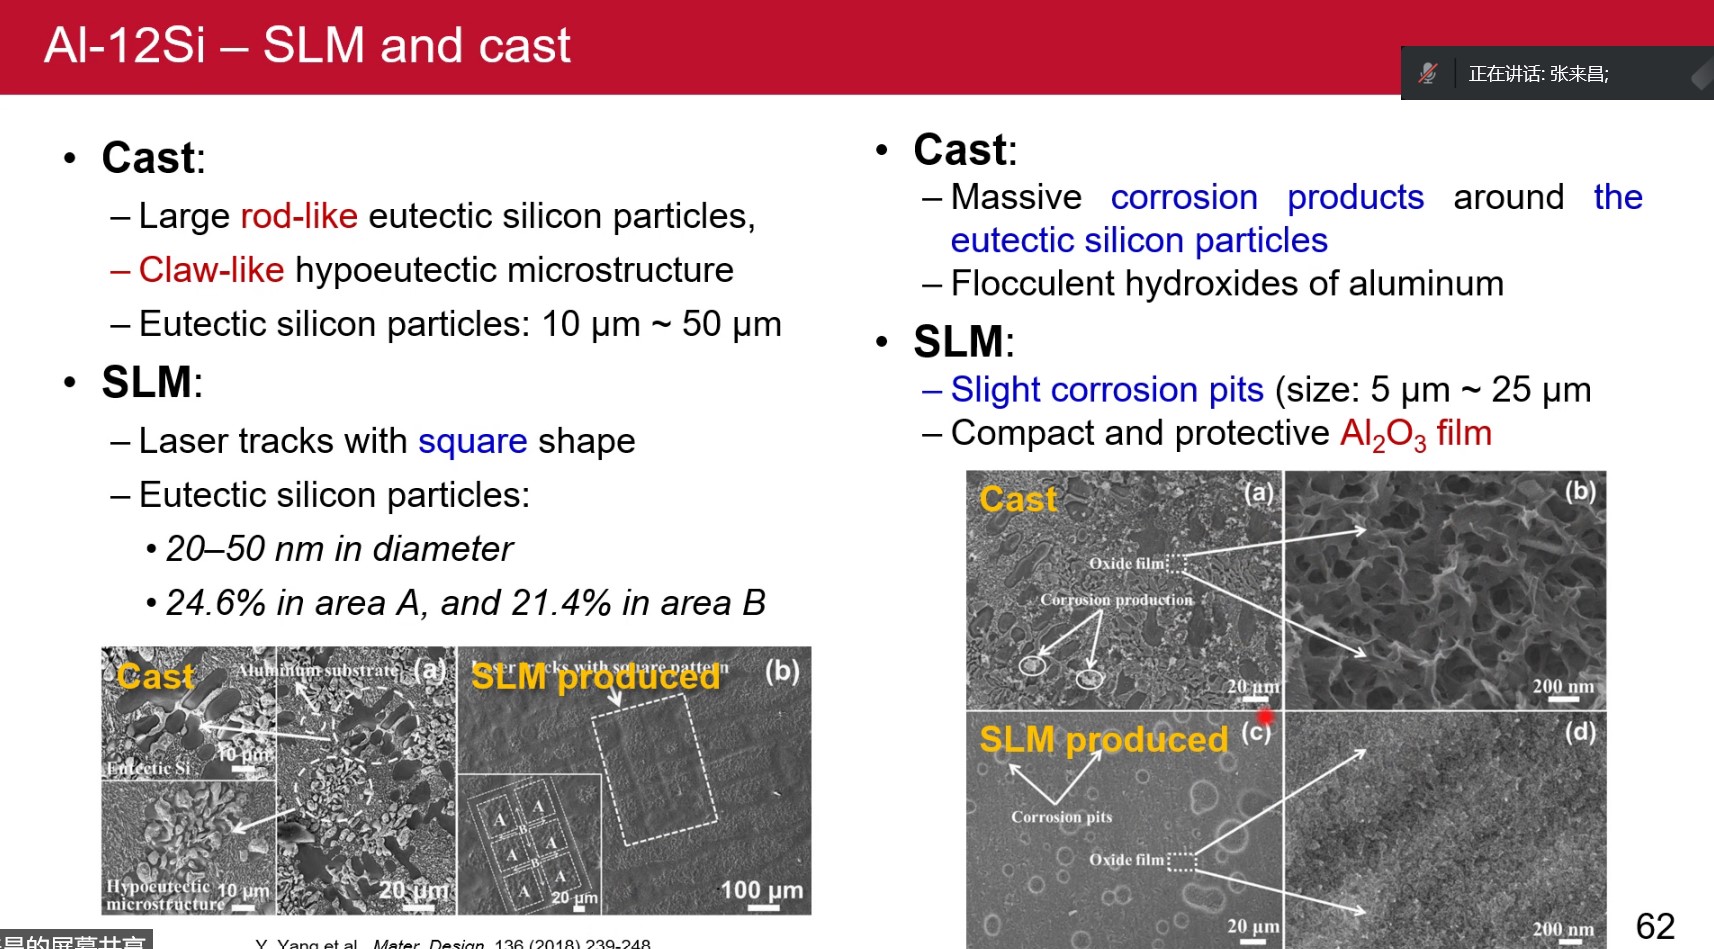 Al-12Si – SLM and cast
正在讲话: 张来昌;
• Cast:
– Large rod-like eutectic silicon particles,
– Claw-like hypoeutectic microstructure
– Eutectic silicon particles: 10 μm ~ 50 μm
• SLM:
– Laser tracks with square shape
– Eutectic silicon particles:
• 20–50 nm in diameter
• 24.6% in area A, and 21.4% in area B
Cast
Aluminum substrate
(a)
10 μm
Eutectic Si
Hypoeutectic
microstructure
10 μm
20 μm
SLM produced
Laser tracks with square pattern
(b)
A
A
B
A
A
B
A
A
20 μm
100 μm
Y. Yang et al., Mater. Design, 136 (2018) 239-248
• Cast:
– Massive corrosion products around the
eutectic silicon particles
– Flocculent hydroxides of aluminum
• SLM:
– Slight corrosion pits (size: 5 μm ~ 25 μm
– Compact and protective Al2O3 film
Cast
(a)
Oxide film
Corrosion production
20 μm
(b)
200 nm
SLM produced
(c)
Corrosion pits
Oxide film
20 μm
(d)
200 nm
62
的屏幕共享